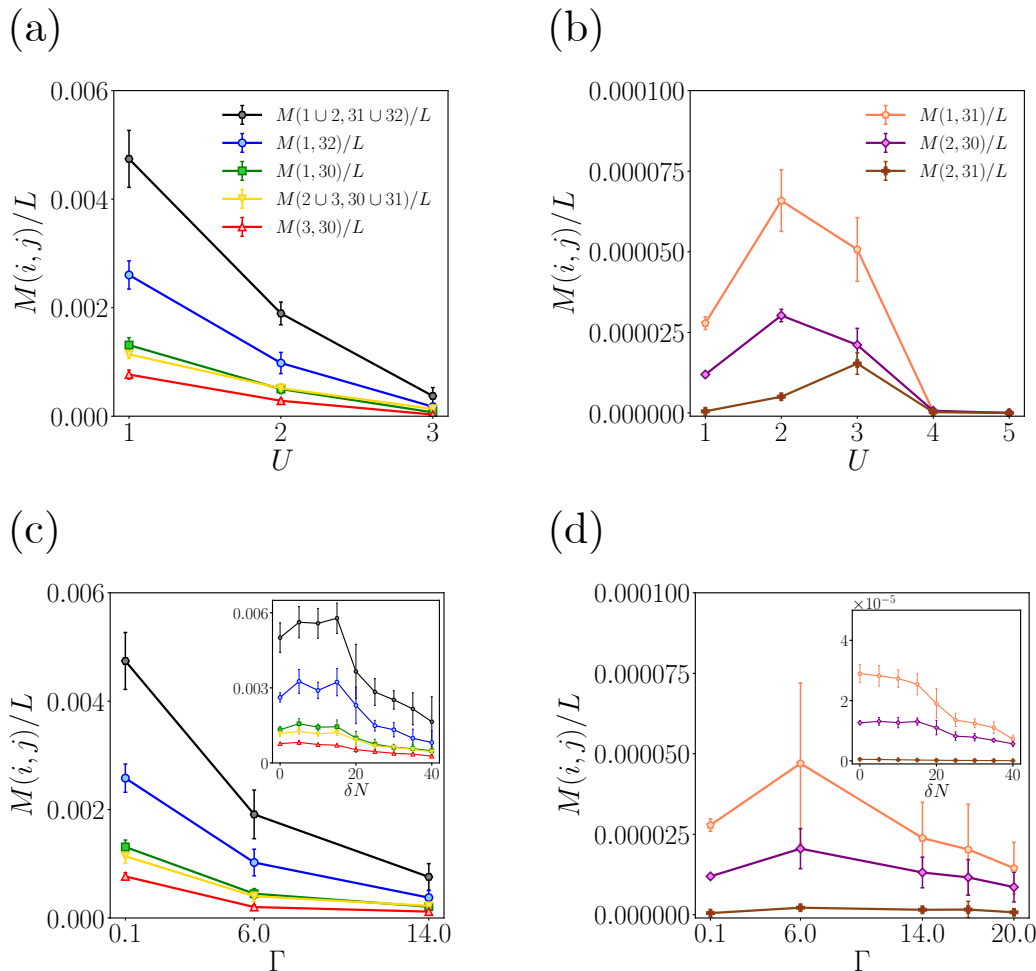 (a)
M(i, j)/L
0.006
0.004
0.002
0.000
M(1 ∪ 2, 31 ∪ 32)/L
M(1, 32)/L
M(1, 30)/L
M(2 ∪ 3, 30 ∪ 31)/L
M(3, 30)/L
1 2 3
U
(b)
M(i, j)/L
0.000100
0.000075
0.000050
0.000025
0.000000
M(1, 31)/L
M(2, 30)/L
M(2, 31)/L
1 2 3 4 5
U
(c)
M(i, j)/L
0.006
0.004
0.002
0.000
0.006
0.003
0
0 20 40
δN
0.1 6.0 14.0
Γ
(d)
M(i, j)/L
0.000100
0.000075
0.000050
0.000025
0.000000
×10⁻⁵
4
2
0
0 10 20 30 40
δN
0.1 6.0 14.0 20.0
Γ